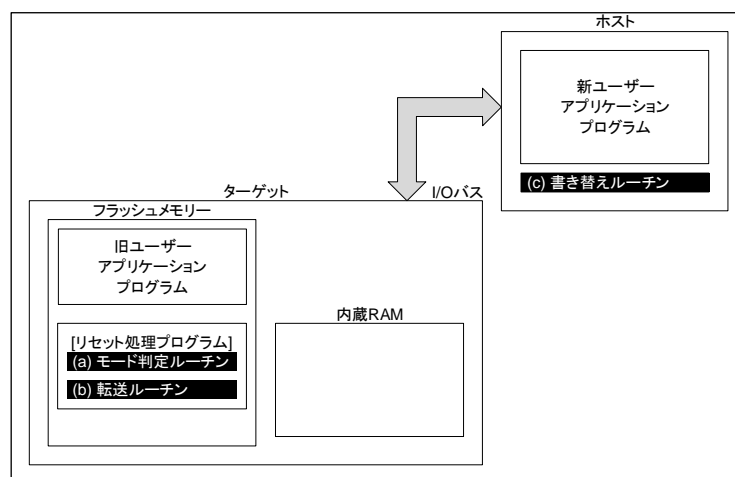 ホスト
新ユーザー
アプリケーション
プログラム
(c) 書き替えルーチン
ターゲット
I/Oバス
フラッシュメモリー
旧ユーザー
アプリケーション
プログラム
内蔵RAM
[リセット処理プログラム]
(a) モード判定ルーチン
(b) 転送ルーチン